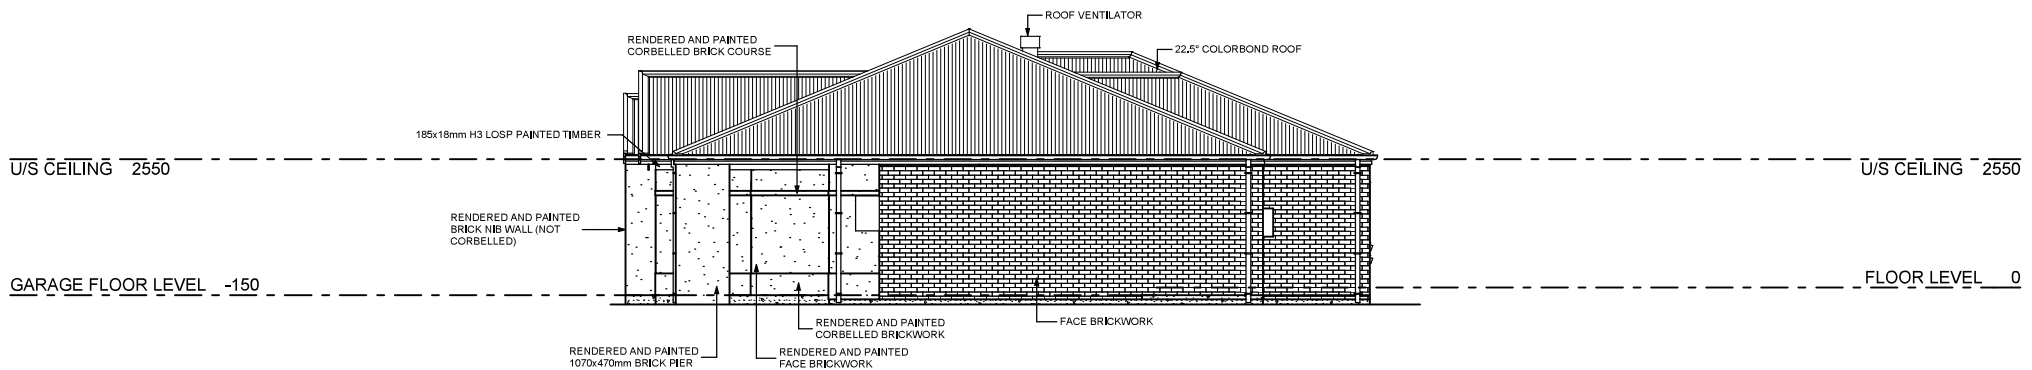 ROOF VENTILATOR
RENDERED AND PAINTED
CORBELLED BRICK COURSE
22.5° COLORBOND ROOF
185x18mm H3 LOSP PAINTED TIMBER
U/S CEILING 2550
U/S CEILING 2550
RENDERED AND PAINTED
BRICK NIB WALL (NOT
CORBELLED)
GARAGE FLOOR LEVEL -150
FLOOR LEVEL 0
RENDERED AND PAINTED
CORBELLED BRICKWORK
FACE BRICKWORK
RENDERED AND PAINTED
1070x470mm BRICK PIER
RENDERED AND PAINTED
FACE BRICKWORK